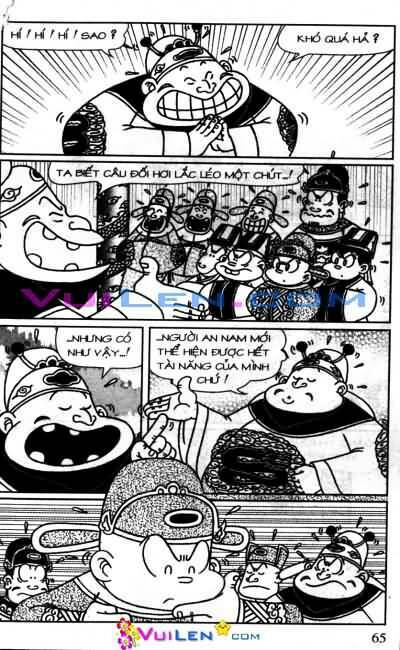 HÍ! HÍ! HÍ! SAO?
KHÓ QUÁ HẢ?
TA BIẾT CÂU ĐỐI HƠI LẮC LÉO MỘT CHÚT...!
VUILEN.COM
...NHƯNG CÓ
NHƯ VẬY...!
...NGƯỜI AN NAM MỚI
THỂ HIỆN ĐƯỢC HẾT
TÀI NĂNG CỦA MÌNH
CHỨ!
65
VUILEN.COM